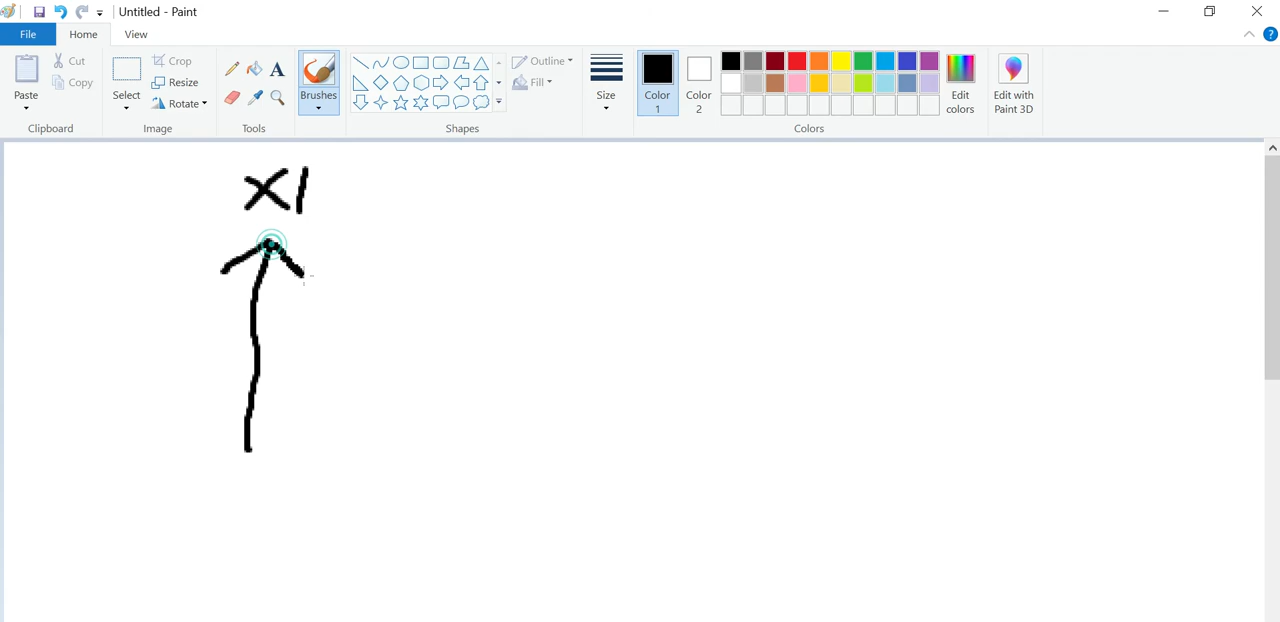 Untitled - Paint
File Home View
Paste
Cut
Copy
Clipboard
Select
Crop
Resize
Rotate
Image
Tools
Brushes
Shapes
Outline
Fill
Size
Color 1
Color 2
Edit colors
Colors
Edit with Paint 3D
A
?
X1